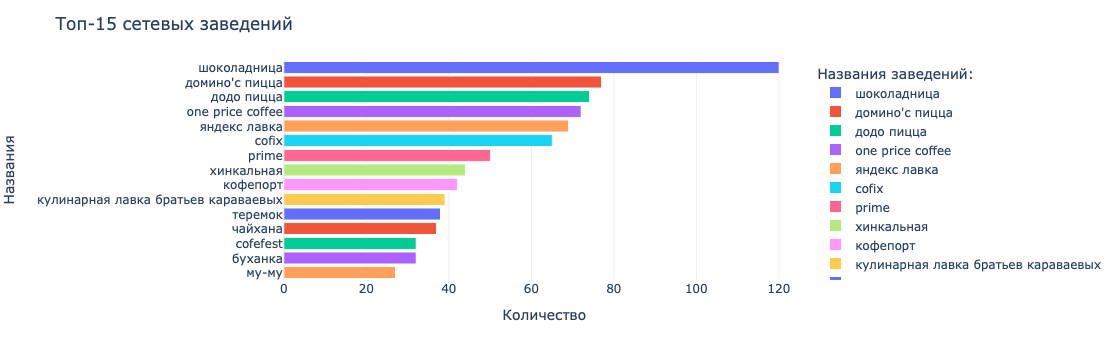 Топ-15 сетевых заведений
Названия
шоколадница
домино'с пицца
додо пицца
one price coffee
яндекс лавка
cofix
prime
хинкальная
кофепорт
кулинарная лавка братьев караваевых
теремок
чайхана
cofefest
буханка
му-му
0 20 40 60 80 100 120
Количество
Названия заведений:
шоколадница
домино'с пицца
додо пицца
one price coffee
яндекс лавка
cofix
prime
хинкальная
кофепорт
кулинарная лавка братьев караваевых